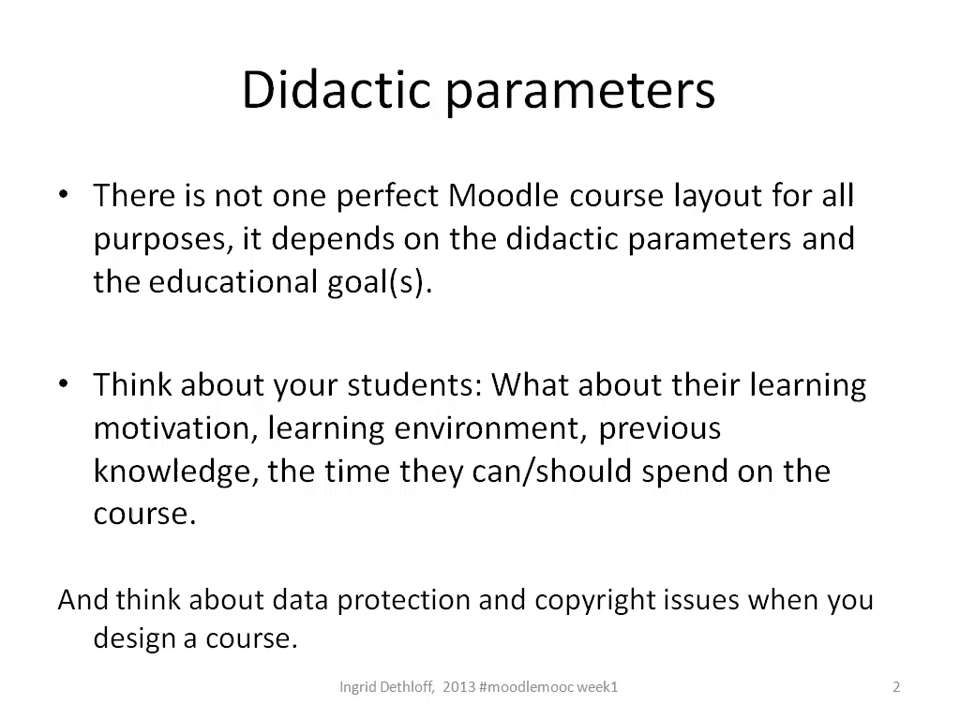 Didactic parameters
• There is not one perfect Moodle course layout for all
purposes, it depends on the didactic parameters and
the educational goal(s).
• Think about your students: What about their learning
motivation, learning environment, previous
knowledge, the time they can/should spend on the
course.
And think about data protection and copyright issues when you
design a course.
Ingrid Dethloff, 2013 #moodlemooc week1
2